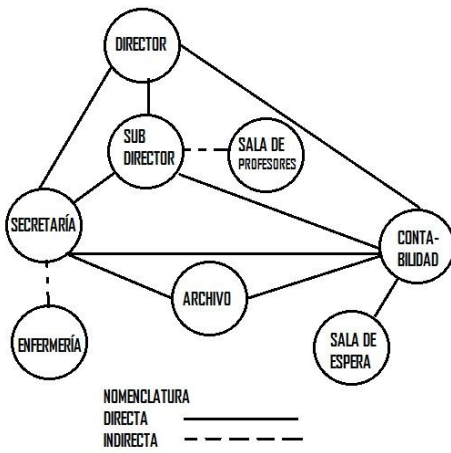 DIRECTOR
SUB
DIRECTOR
SALA DE
PROFESORES
SECRETARÍA
CONTA-
BILIDAD
ARCHIVO
ENFERMERÍA
SALA DE
ESPERA
NOMENCLATURA
DIRECTA
INDIRECTA